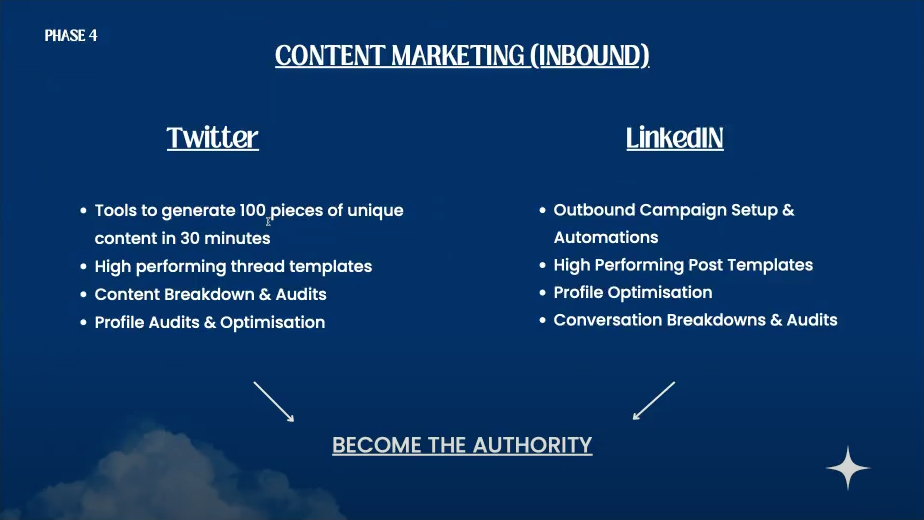 PHASE 4
CONTENT MARKETING (INBOUND)
Twitter
• Tools to generate 100 pieces of unique
content in 30 minutes
• High performing thread templates
• Content Breakdown & Audits
• Profile Audits & Optimisation
LinkedIN
• Outbound Campaign Setup &
Automations
• High Performing Post Templates
• Profile Optimisation
• Conversation Breakdowns & Audits
BECOME THE AUTHORITY